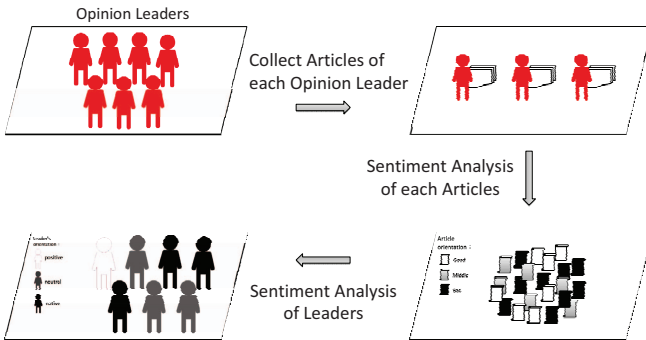 Opinion Leaders
Collect Articles of
each Opinion Leader
Sentiment Analysis
of each Articles
Article
orientation :
Good
Middle
Sentiment Analysis
of Leaders
orientation :
positive
neutral